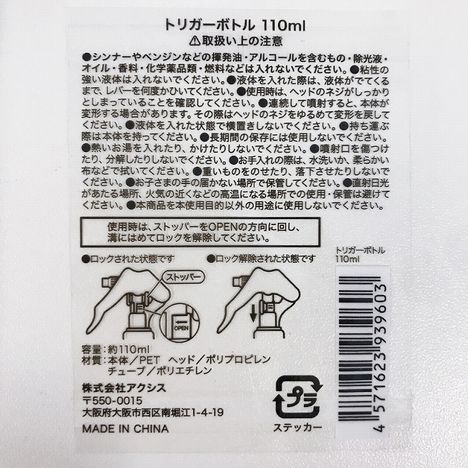 トリガーボトル 110ml
⚠取扱い上の注意
●シンナーやベンジンなどの揮発油・アルコールを含むもの・除光液・
オイル・香料・化学薬品類・燃料などは入れないでください。●粘性の
強い液体は入れないでください。●液体を入れた際は、液体がでてくるま
で、レバーを何度かひいてください。●使用時は、ヘッドのネジがしっかり
としまっていることを確認してください。●連続して噴射すると、本体が
変形する場合があります。その際はヘッドのネジをゆるめて変形を戻して
ください。●液体を入れた状態で横置きしないでください。●持ち運ぶ
際は本体を持ってください。●長期間の保存には使用しないでください。
●熱いお湯を入れたり、かけたりしないでください。●噴射口を傷つけ
たり、分解したりしないでください。●お手入れの際は、水洗いか、柔らかい
布などで拭いてください。●重いものをのせたり、落下させたりしないで
ください。●お子さまの手の届かない場所で保管してください。●直射日光
があたる場所、火気の近くなどの高温になる場所での使用・保管は避けて
ください。●本商品を本使用目的以外の用途に使用しないでください。
使用時は、ストッパーをOPENの方向に回し、
溝にはめてロックを解除してください。
●ロックされた状態です
●ロック解除された状態です
ストッパー
OPEN
トリガーボトル
110ml
4571623939603
容量：約110ml
材質：本体／PET ヘッド／ポリプロピレン
チューブ／ポリエチレン
株式会社アクシス
〒550-0015
大阪府大阪市西区南堀江1-4-19
MADE IN CHINA
プラ
ステッカー